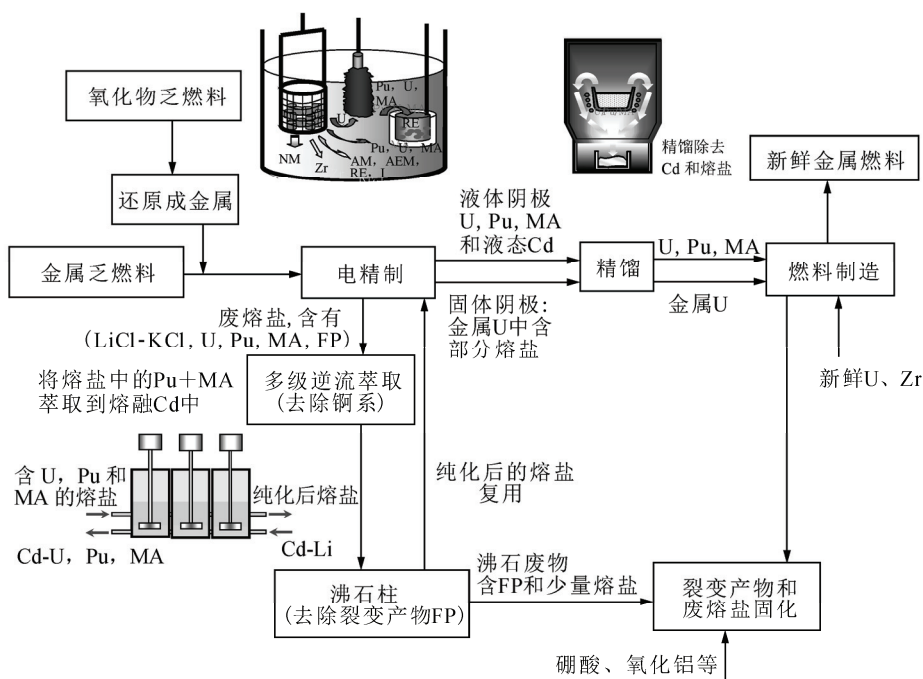 氧化物乏燃料
还原成金属
金属乏燃料
Pu, U,
MA
U
RE
Pu, U, MA
NM
Zr
AM, AEM,
RE, I
精馏除去
Cd 和熔盐
新鲜金属燃料
液体阴极
U, Pu, MA
和液态Cd
电精制
精馏
U, Pu, MA
金属U
燃料制造
固体阴极:
金属U中含
部分熔盐
新鲜U、Zr
废熔盐,含有
(LiCl-KCl, U, Pu, MA, FP)
将熔盐中的Pu+MA
萃取到熔融Cd中
多级逆流萃取
(去除锕系)
含 U, Pu 和
MA 的熔盐
纯化后熔盐
Cd-U, Pu, MA
Cd-Li
纯化后的熔盐
复用
沸石柱
(去除裂变产物FP)
沸石废物
含FP和少量熔盐
裂变产物和
废熔盐固化
硼酸、氧化铝等